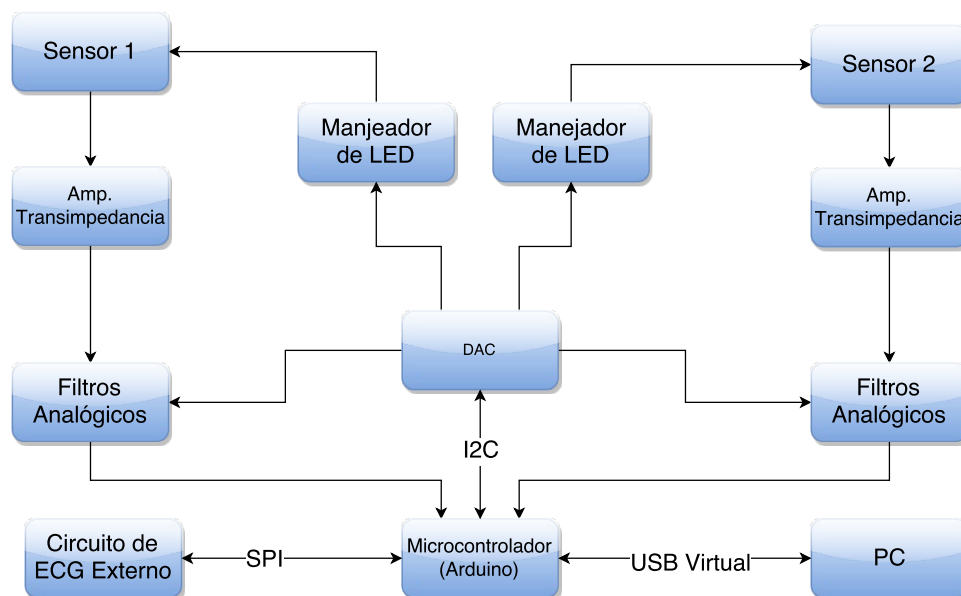 Sensor 1
Sensor 2
Manjeador
de LED
Manejador
de LED
Amp.
Transimpedancia
Amp.
Transimpedancia
DAC
Filtros
Analógicos
Filtros
Analógicos
I2C
Circuito de
ECG Externo
SPI
Microcontrolador
(Arduino)
USB Virtual
PC